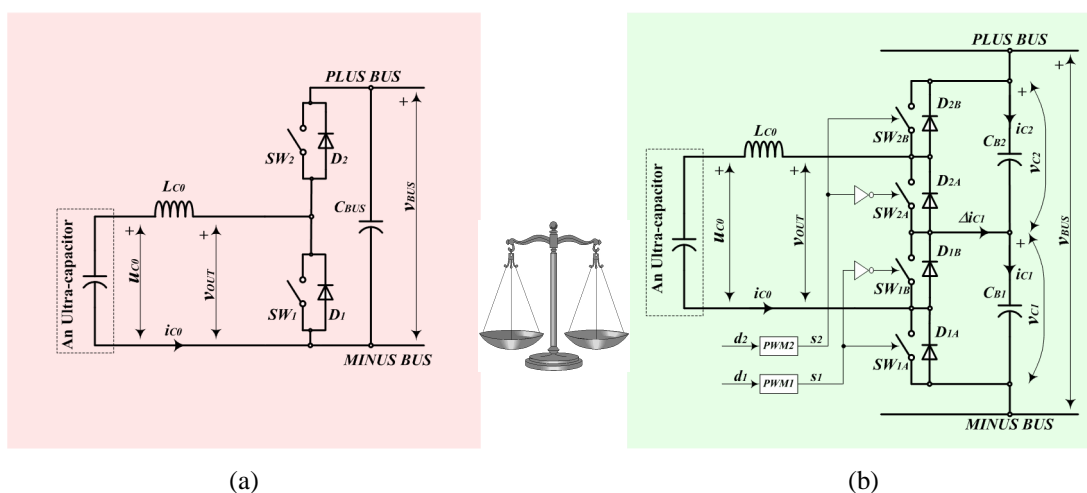 PLUS BUS
SW2
D2
LC0
CBUS
vBUS
An Ultra-capacitor
+
uC0
+
vOUT
+
SW1
D1
iC0
MINUS BUS
(a)
PLUS BUS
+
D2B
+
iC2
SW2B
CB2
vC2
LC0
D2A
An Ultra-capacitor
+
uC0
+
vOUT
SW2A
ΔiC1
+
vBUS
D1B
iC1
SW1B
CB1
vC1
iC0
D1A
d2
PWM2
s2
SW1A
d1
PWM1
s1
MINUS BUS
(b)